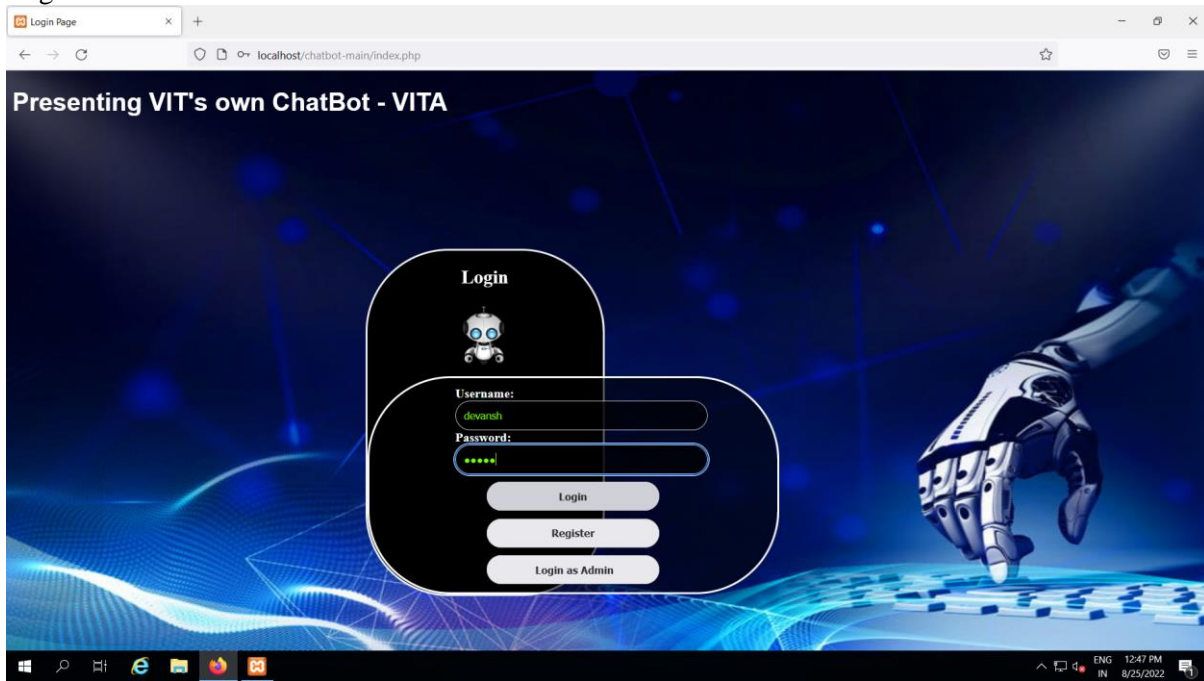 Login Page
localhost/chatbot-main/index.php
Presenting VIT's own ChatBot - VITA
Login
Username:
devansh
Password:
•••••
Login
Register
Login as Admin
ENG 12:47 PM
IN 8/25/2022